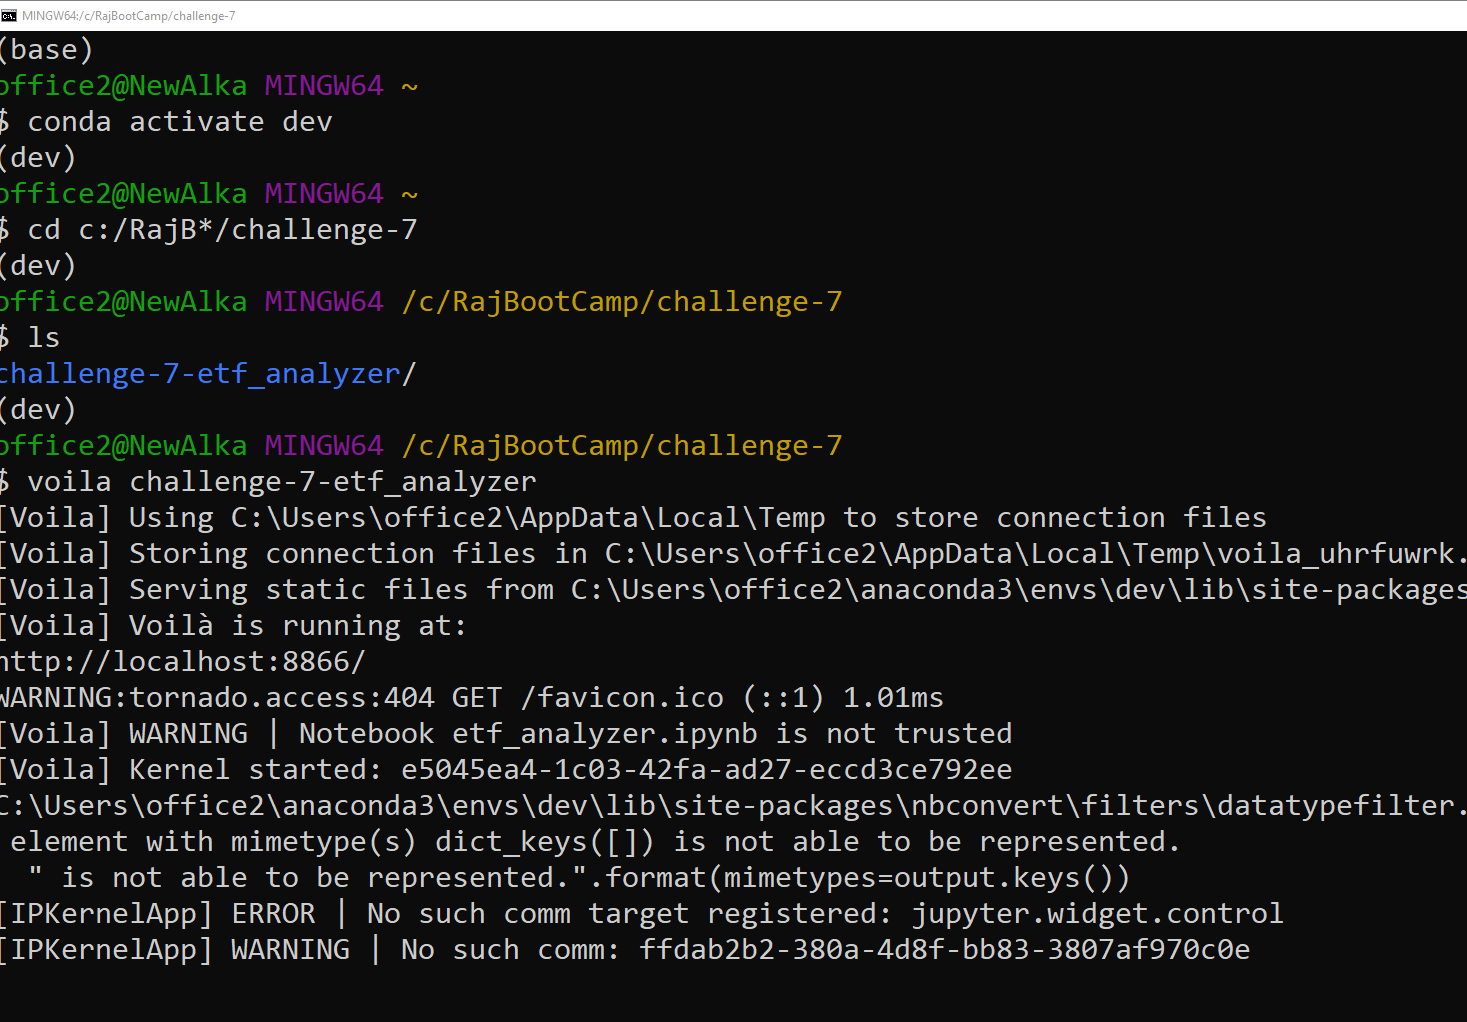 MINGW64:/c/RajBootCamp/challenge-7
(base)
office2@NewAlka MINGW64 ~
$ conda activate dev
(dev)
office2@NewAlka MINGW64 ~
$ cd c:/RajB*/challenge-7
(dev)
office2@NewAlka MINGW64 /c/RajBootCamp/challenge-7
$ ls
challenge-7-etf_analyzer/
(dev)
office2@NewAlka MINGW64 /c/RajBootCamp/challenge-7
$ voila challenge-7-etf_analyzer
[Voila] Using C:\Users\office2\AppData\Local\Temp to store connection files
[Voila] Storing connection files in C:\Users\office2\AppData\Local\Temp\voila_uhrfuwrk.
[Voila] Serving static files from C:\Users\office2\anaconda3\envs\dev\lib\site-packages
[Voila] Voilà is running at:
http://localhost:8866/
WARNING:tornado.access:404 GET /favicon.ico (::1) 1.01ms
[Voila] WARNING | Notebook etf_analyzer.ipynb is not trusted
[Voila] Kernel started: e5045ea4-1c03-42fa-ad27-eccd3ce792ee
C:\Users\office2\anaconda3\envs\dev\lib\site-packages\nbconvert\filters\datatypefilter.
element with mimetype(s) dict_keys([]) is not able to be represented.
" is not able to be represented.".format(mimetypes=output.keys())
[IPKernelApp] ERROR | No such comm target registered: jupyter.widget.control
[IPKernelApp] WARNING | No such comm: ffdab2b2-380a-4d8f-bb83-3807af970c0e